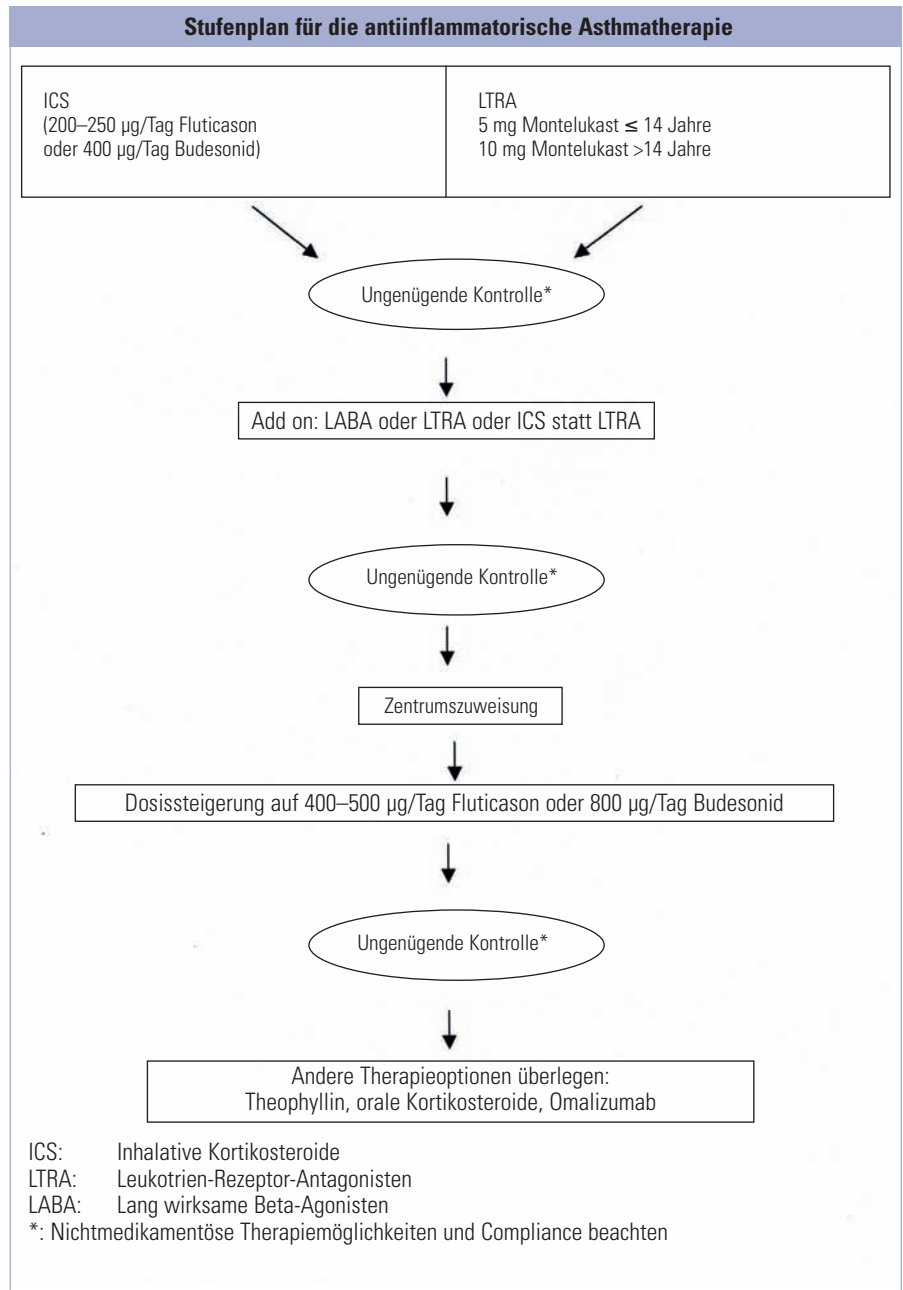 Stufenplan für die antiinflammatorische Asthmatherapie
ICS
(200–250 µg/Tag Fluticason
oder 400 µg/Tag Budesonid)
LTRA
5 mg Montelukast ≤ 14 Jahre
10 mg Montelukast >14 Jahre
Ungenügende Kontrolle*
Add on: LABA oder LTRA oder ICS statt LTRA
Ungenügende Kontrolle*
Zentrumszuweisung
Dosissteigerung auf 400–500 µg/Tag Fluticason oder 800 µg/Tag Budesonid
Ungenügende Kontrolle*
Andere Therapieoptionen überlegen:
Theophyllin, orale Kortikosteroide, Omalizumab
ICS: Inhalative Kortikosteroide
LTRA: Leukotrien-Rezeptor-Antagonisten
LABA: Lang wirksame Beta-Agonisten
*: Nichtmedikamentöse Therapiemöglichkeiten und Compliance beachten